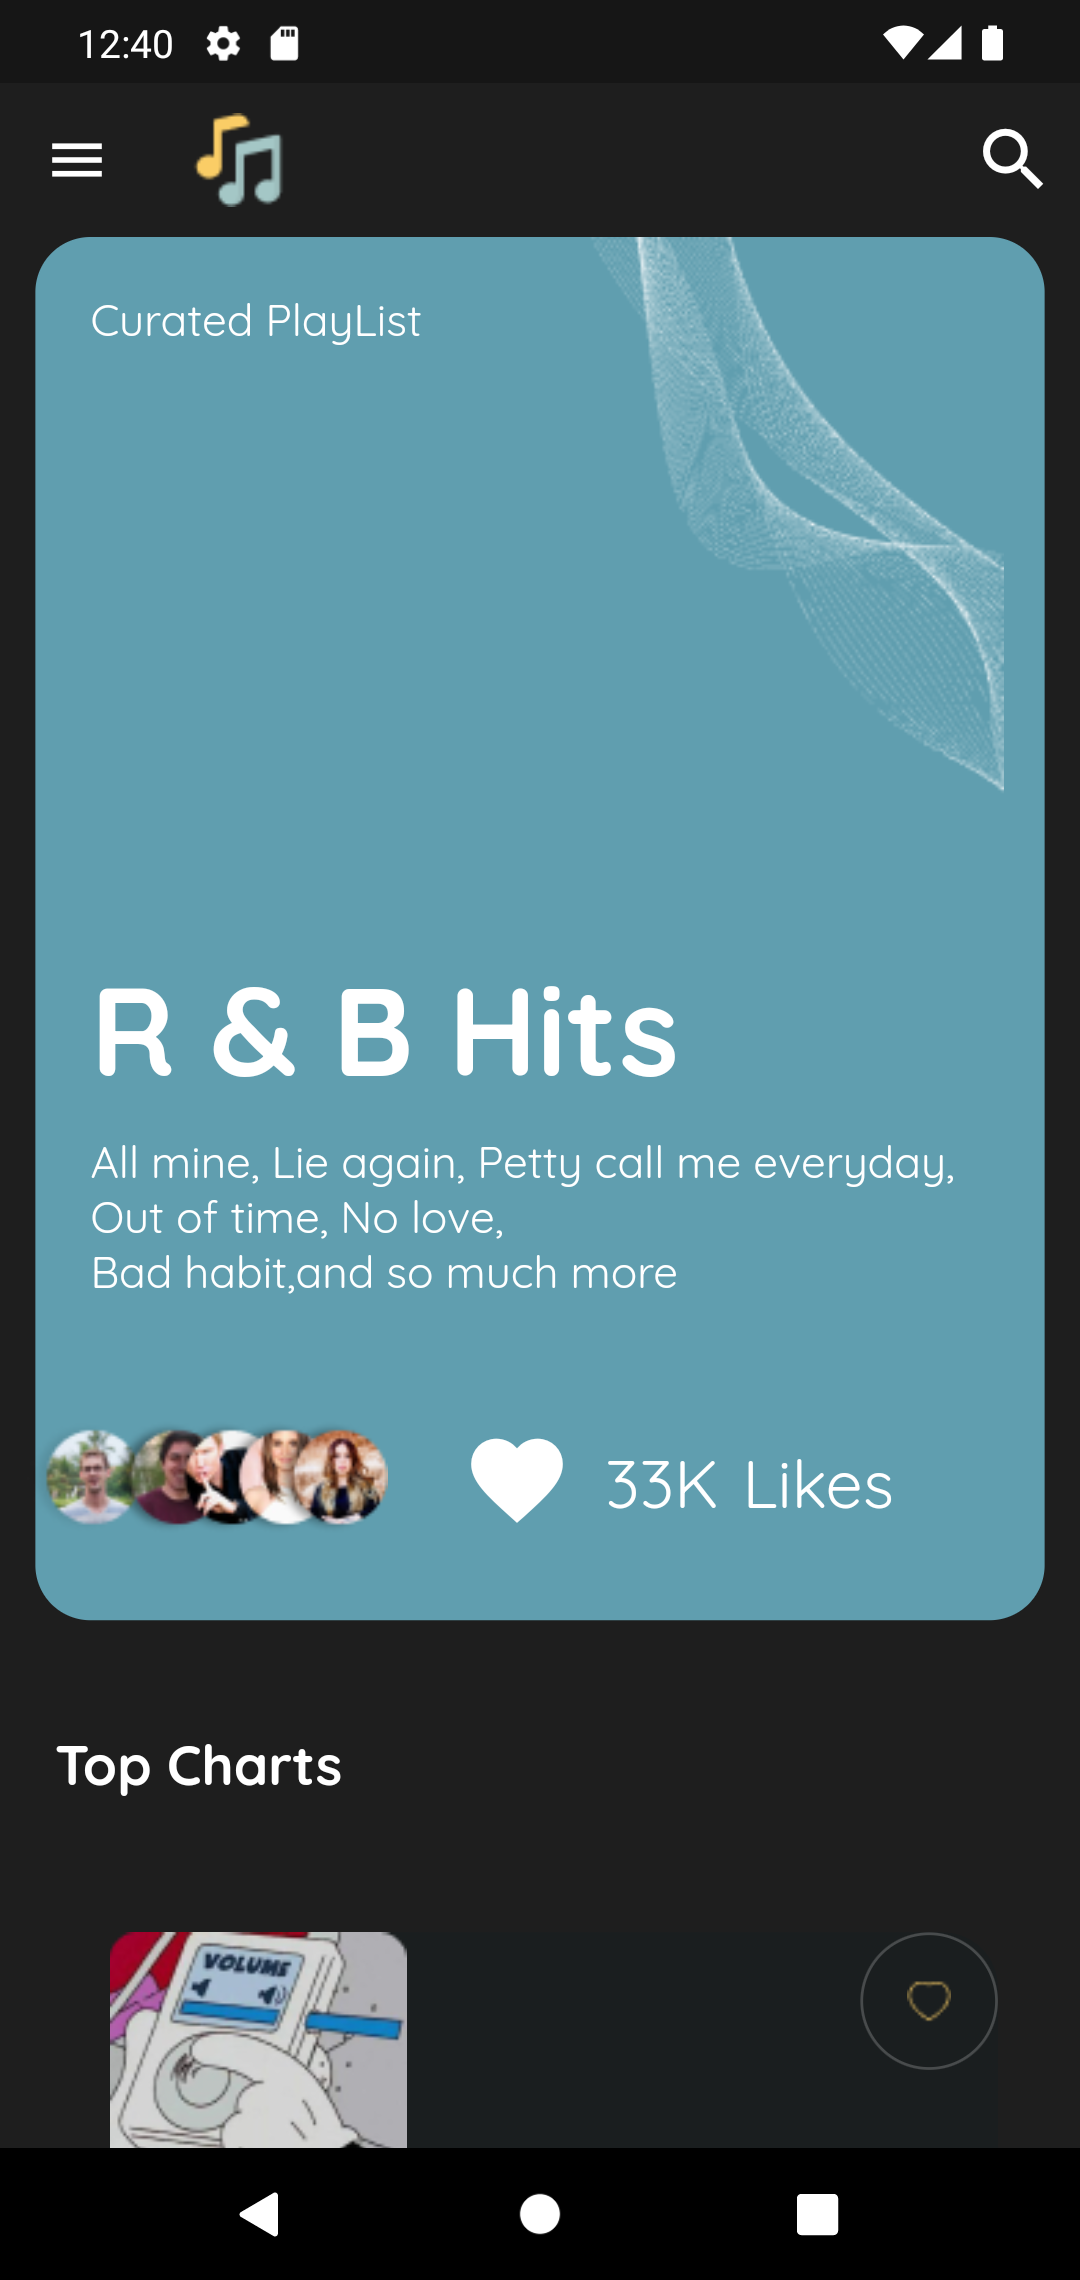 12:40
Curated PlayList
R & B Hits
All mine, Lie again, Petty call me everyday,
Out of time, No love,
Bad habit,and so much more
33K Likes
Top Charts
VOLUME